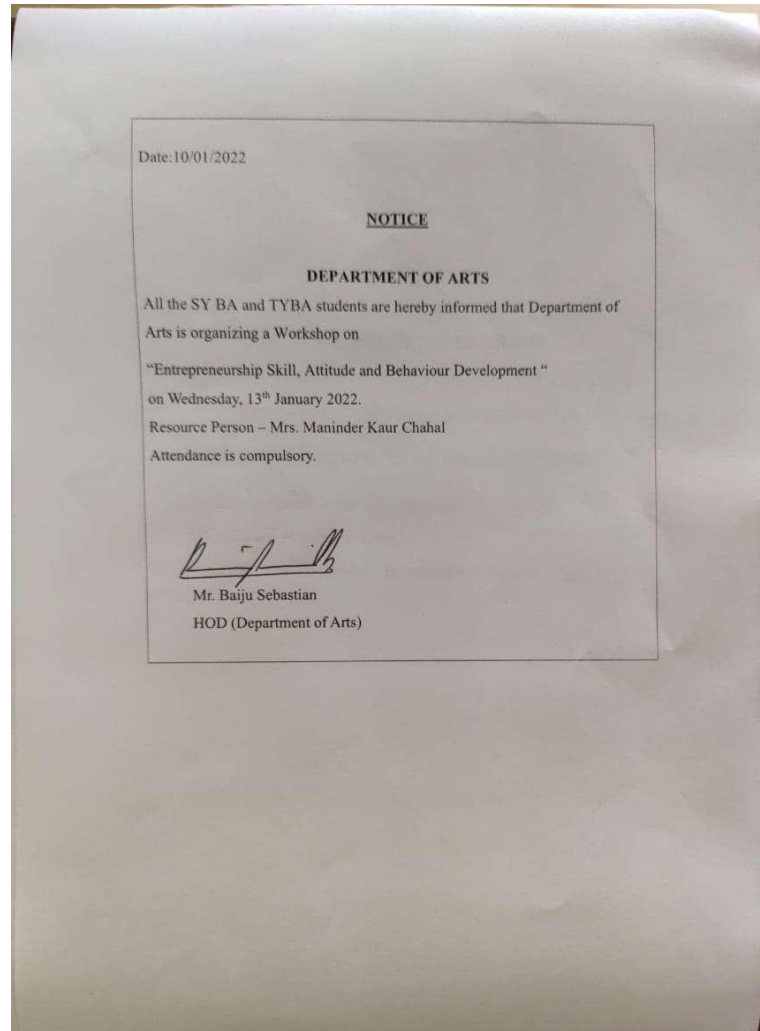 Date:10/01/2022
NOTICE
DEPARTMENT OF ARTS
All the SY BA and TYBA students are hereby informed that Department of
Arts is organizing a Workshop on
“Entrepreneurship Skill, Attitude and Behaviour Development “
on Wednesday, 13th January 2022.
Resource Person – Mrs. Maninder Kaur Chahal
Attendance is compulsory.
Mr. Baiju Sebastian
HOD (Department of Arts)